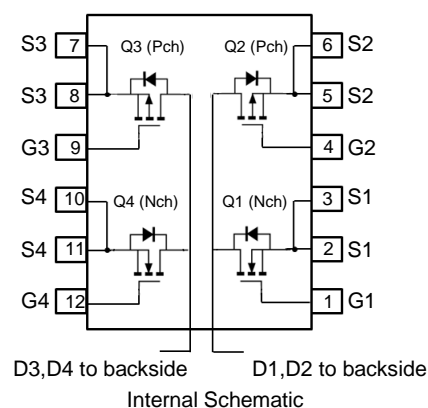 S3 7 Q3 (Pch) Q2 (Pch) 6 S2
S3 8 5 S2
G3 9 4 G2
S4 10 Q4 (Nch) Q1 (Nch) 3 S1
S4 11 2 S1
G4 12 1 G1
D3,D4 to backside D1,D2 to backside
Internal Schematic